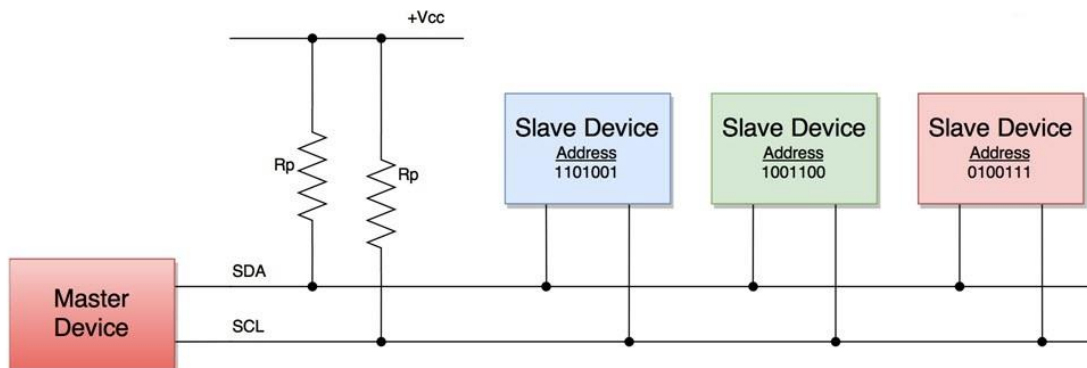 +Vcc
Rp
Rp
Slave Device
Address
1101001
Slave Device
Address
1001100
Slave Device
Address
0100111
Master
Device
SDA
SCL